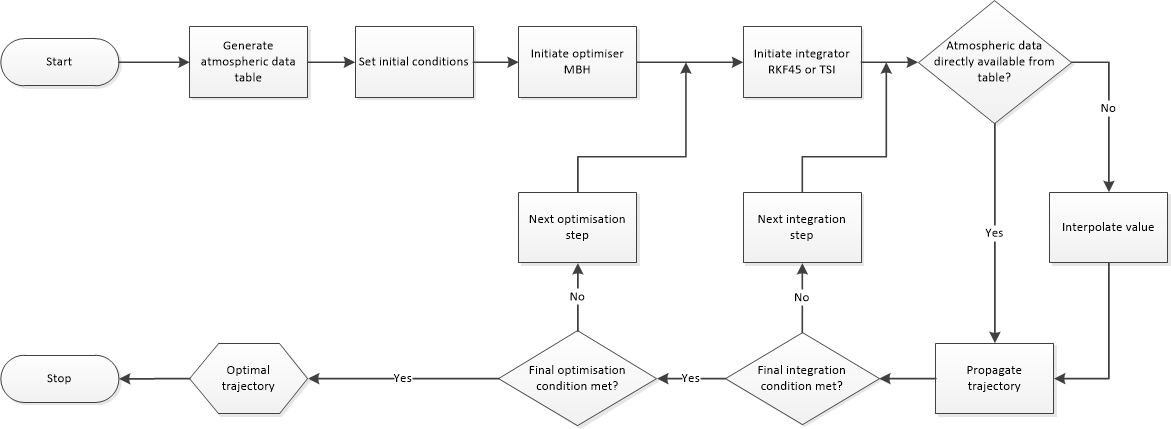 Start
Generate
atmospheric data
table
Set initial conditions
Initiate optimiser
MBH
Initiate integrator
RKF45 or TSI
Atmospheric data
directly available from
table?
No
Next optimisation
step
Next integration
step
Yes
Interpolate value
No
No
Stop
Optimal
trajectory
Yes
Final optimisation
condition met?
Yes
Final integration
condition met?
Propagate
trajectory